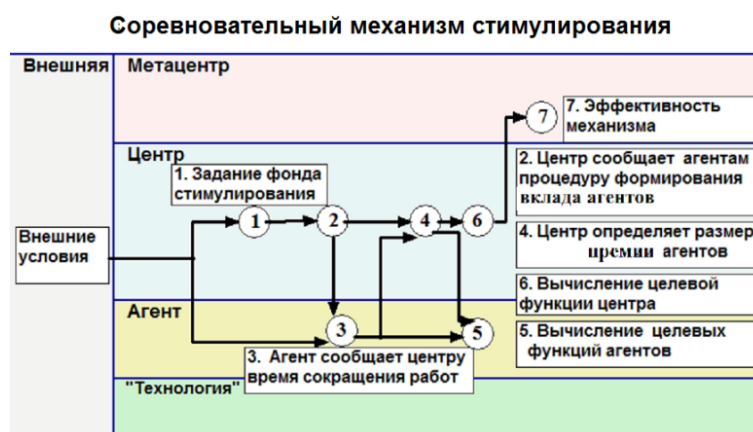 Соревновательный механизм стимулирования
Внешняя
Метацентр
7. Эффективность
механизма
7
Центр
1. Задание фонда
стимулирования
2. Центр сообщает агентам
процедуру формирования
вклада агентов
1
2
4
6
Внешние
условия
4. Центр определяет размер
премии агентов
6. Вычисление целевой
функции центра
Агент
3
5
5. Вычисление целевых
функций агентов
3. Агент сообщает центру
время сокращения работ
"Технология"